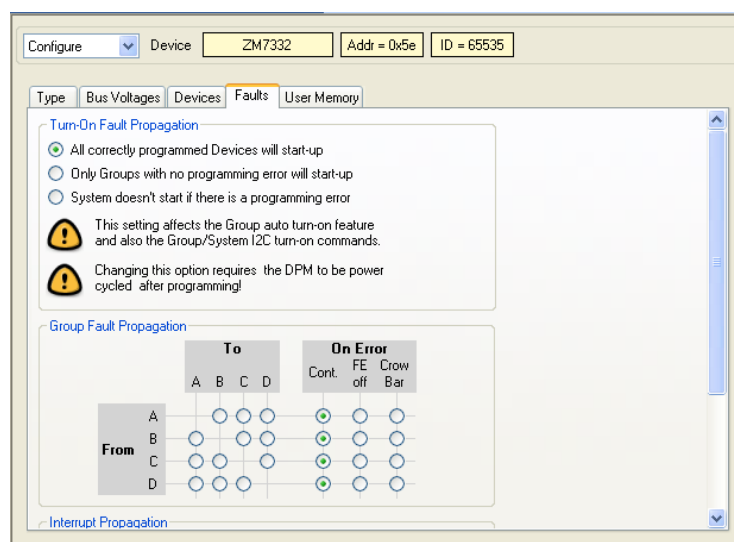 Configure Device ZM7332 Addr = 0x5e ID = 65535
Type Bus Voltages Devices Faults User Memory
Turn-On Fault Propagation
All correctly programmed Devices will start-up
Only Groups with no programming error will start-up
System doesn't start if there is a programming error
This setting affects the Group auto turn-on feature
and also the Group/System I2C turn-on commands.
Changing this option requires the DPM to be power
cycled after programming!
Group Fault Propagation
To On Error
A B C D Cont. FE off Crow Bar
From
A
B
C
D
Interrupt Propagation